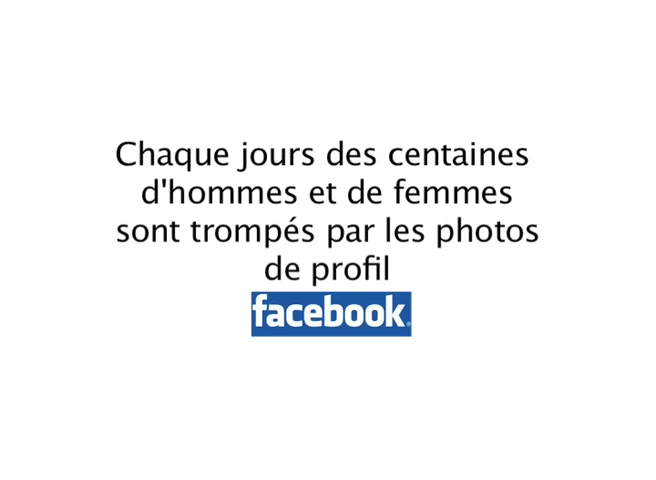 Chaque jours des centaines
d'hommes et de femmes
sont trompés par les photos
de profil
facebook®